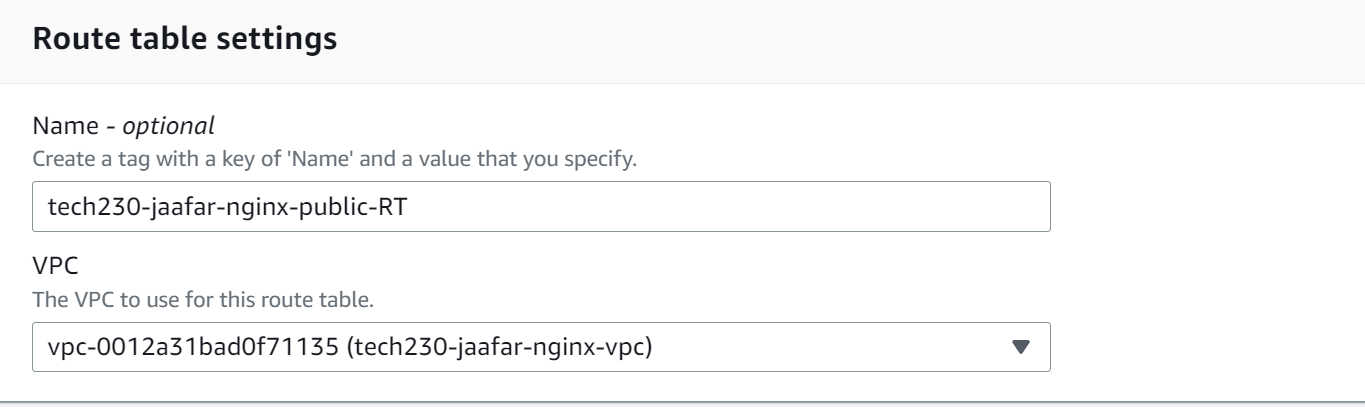 Route table settings
Name - optional
Create a tag with a key of 'Name' and a value that you specify.
tech230-jaafar-nginx-public-RT
VPC
The VPC to use for this route table.
vpc-0012a31bad0f71135 (tech230-jaafar-nginx-vpc)